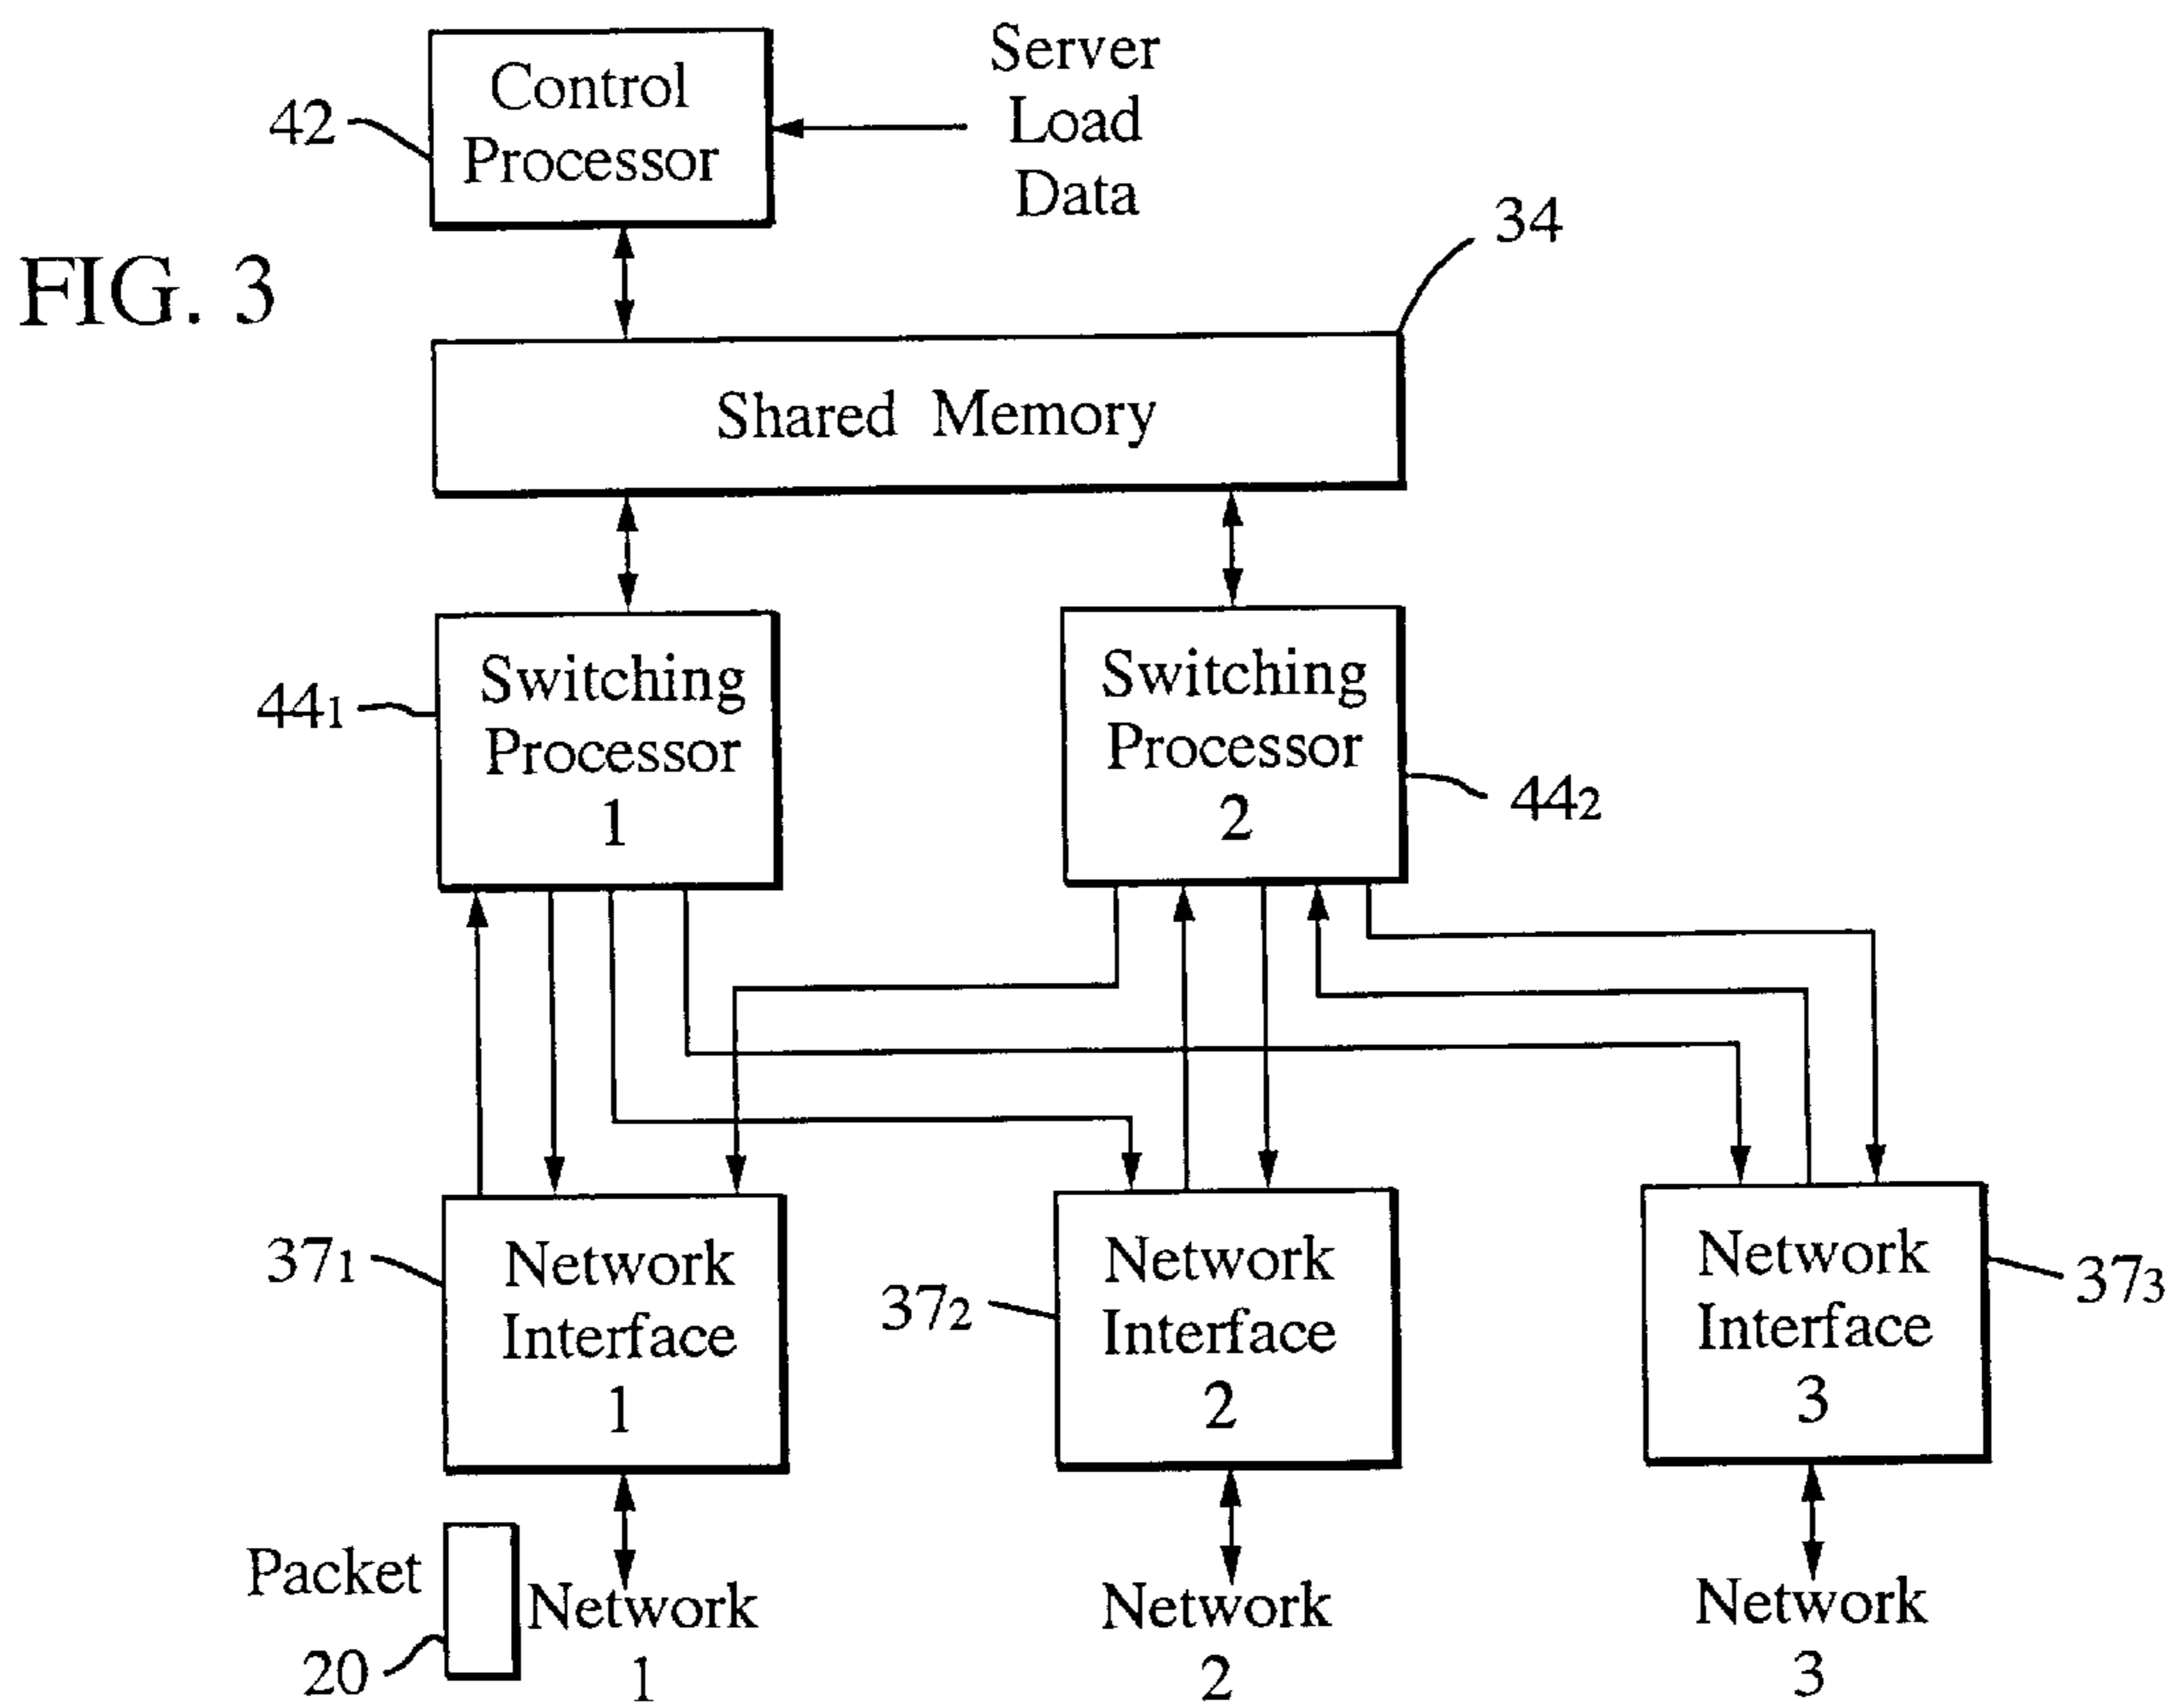 FIG. 3
Control
Processor
42
Server
Load
Data
34
Shared Memory
Switching
Processor
1
44₁
Switching
Processor
2
44₂
Network
Interface
1
37₁
Network
Interface
2
37₂
Network
Interface
3
37₃
Packet
20
Network
1
Network
2
Network
3